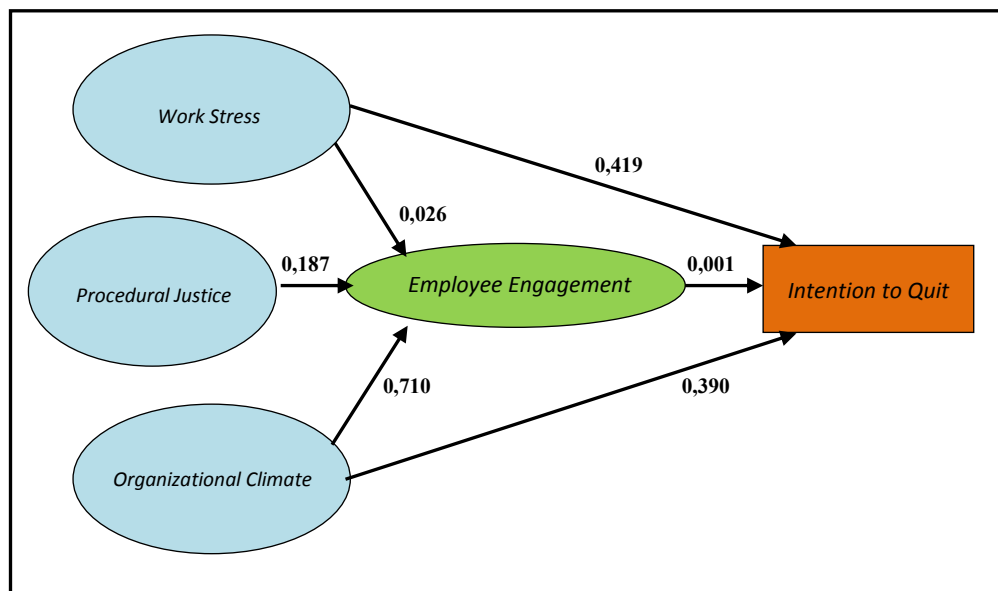 Work Stress
0,419
0,026
Procedural Justice
0,187
Employee Engagement
0,001
Intention to Quit
0,710
0,390
Organizational Climate